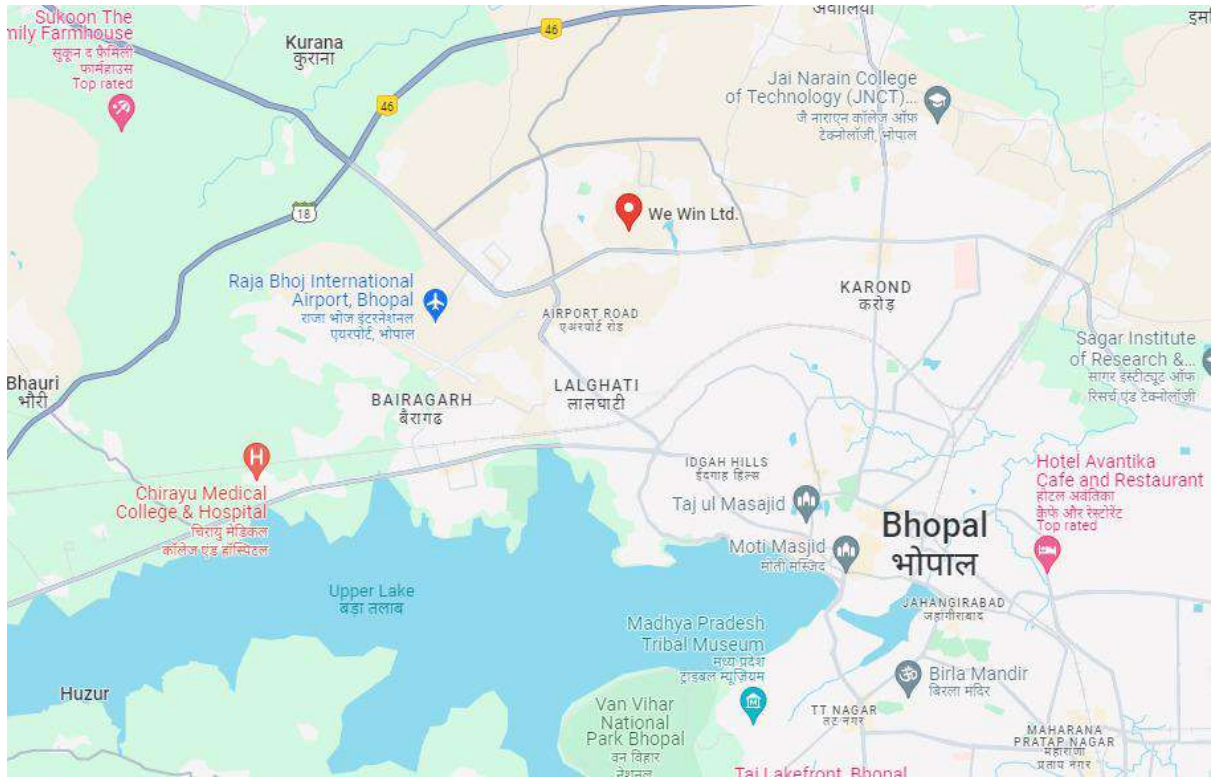 Sukoon The
mily Farmhouse
सुकून द फैमिली
फार्महाउस
Top rated
Kurana
कुराना
46
46
18
Jai Narain College
of Technology (JNCT)...
जै नाराएन कॉलेज ऑफ़
टेक्नोलॉजी, भोपाल
We Win Ltd.
Raja Bhoj International
Airport, Bhopal
राजा भोज इंटरनेशनल
एयरपोर्ट, भोपाल
AIRPORT ROAD
एअरपोर्ट रोड
KAROND
करोंड़
Sagar Institute
of Research &...
सागर इंस्टीट्यूट ऑफ़
रिसर्च एंड टेक्नोलॉजी
Bhauri
भौरी
BAIRAGARH
बैरागढ
LALGHATI
लालघाटी
IDGAH HILLS
ईदगाह हिल्स
H
Chirayu Medical
College & Hospital
चिरायु मेडिकल
कॉलेज एंड हॉस्पिटल
Hotel Avantika
Cafe and Restaurant
होटल अवंतिका
कैफे और रेस्टोरेंट
Top rated
Taj ul Masajid
Moti Masjid
मोती मस्जिद
Bhopal
भोपाल
Upper Lake
बड़ा तलाब
JAHANGIRABAD
जहांगीराबाद
Madhya Pradesh
Tribal Museum
मध्य प्रदेश
ट्राइबल म्यूजियम
Birla Mandir
बिरला मंदिर
Huzur
Van Vihar
National
Park Bhopal
वन विहार
नेशनल
TT NAGAR
तट नगर
MAHARANA
PRATAP NAGAR
महाराणा
प्रताप नगर
Taj Lakefront, Bhopal